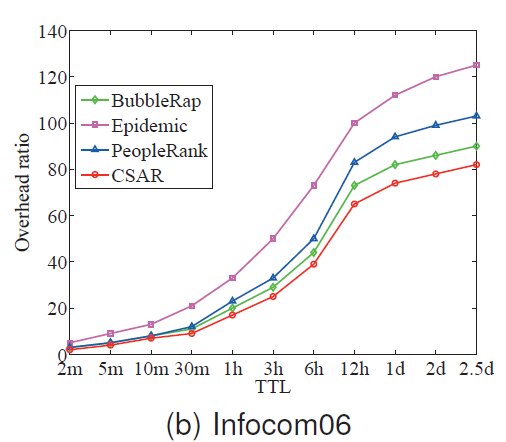 140
120
100
80
60
40
20
0
Overhead ratio
BubbleRap
Epidemic
PeopleRank
CSAR
2m 5m 10m 30m 1h 3h 6h 12h 1d 2d 2.5d
TTL
(b) Infocom06